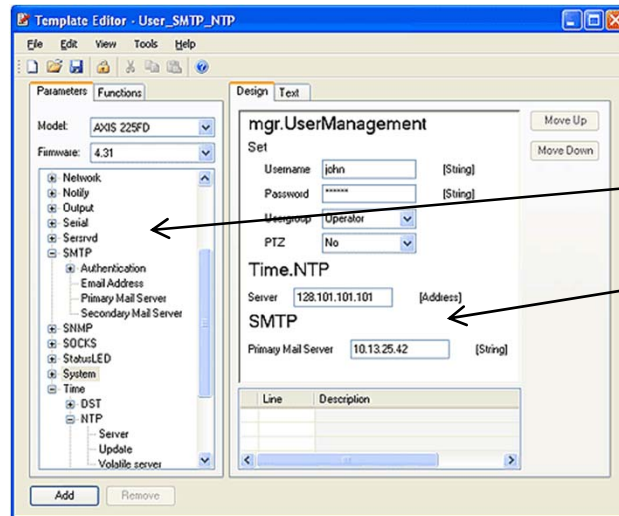 Template Editor - User_SMTP_NTP
File Edit View Tools Help
Parameters Functions
Model: AXIS 225FD
Firmware: 4.31
Network
Notify
Output
Serial
Sersrvd
SMTP
Authentication
Email Address
Primary Mail Server
Secondary Mail Server
SNMP
SOCKS
StatusLED
System
Time
DST
NTP
Server
Update
Volatile server
Add Remove
Design Text
mgr.UserManagement
Set
Username john [String]
Password ****** [String]
Usergroup Operator
PTZ No
Time.NTP
Server 128.101.101.101 [Address]
SMTP
Primary Mail Server 10.13.25.42 [String]
Line Description
Move Up
Move Down